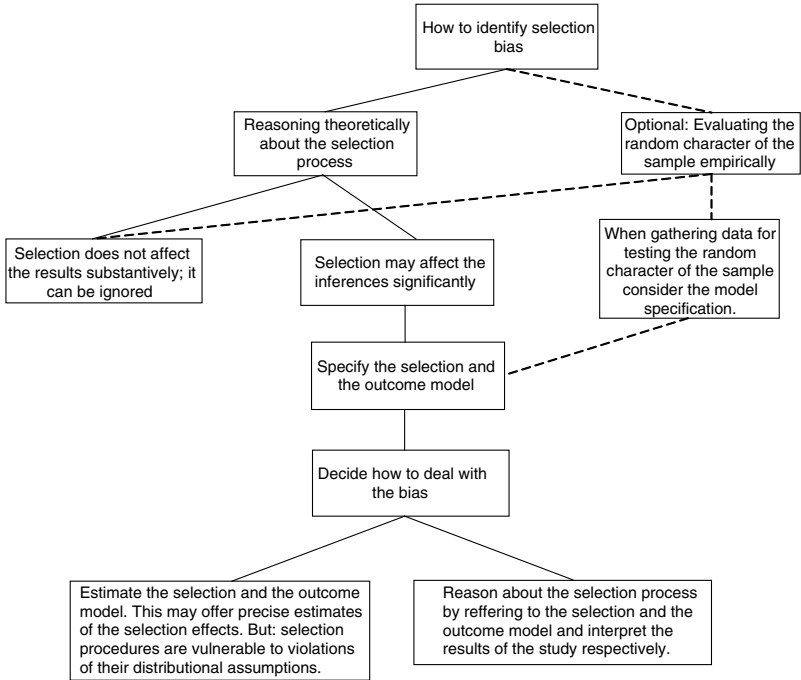 How to identify selection
bias
Reasoning theoretically
about the selection
process
Optional: Evaluating the
random character of the
sample empirically
Selection does not affect
the results substantively; it
can be ignored
Selection may affect the
inferences significantly
When gathering data for
testing the random
character of the sample
consider the model
specification.
Specify the selection and
the outcome model
Decide how to deal with
the bias
Estimate the selection and the outcome
model. This may offer precise estimates
of the selection effects. But: selection
procedures are vulnerable to violations
of their distributional assumptions.
Reason about the selection process
by reffering to the selection and the
outcome model and interpret the
results of the study respectively.